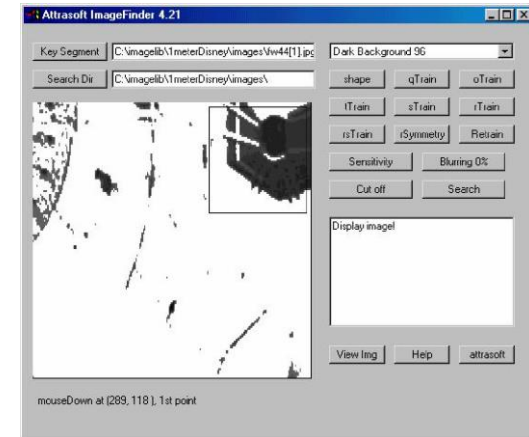 Attrasoft ImageFinder 4.21
Key Segment C:\imagelib\1meterDisney\images\fw44[1].jpg
Dark Background 96
Search Dir C:\imagelib\1meterDisney\images\
shape qTrain oTrain
tTrain sTrain rTrain
rsTrain rSymmetry Retrain
Sensitivity Blurring 0%
Cut off Search
Display image!
View Img Help attrasoft
mouseDown at (289, 118 ), 1st point